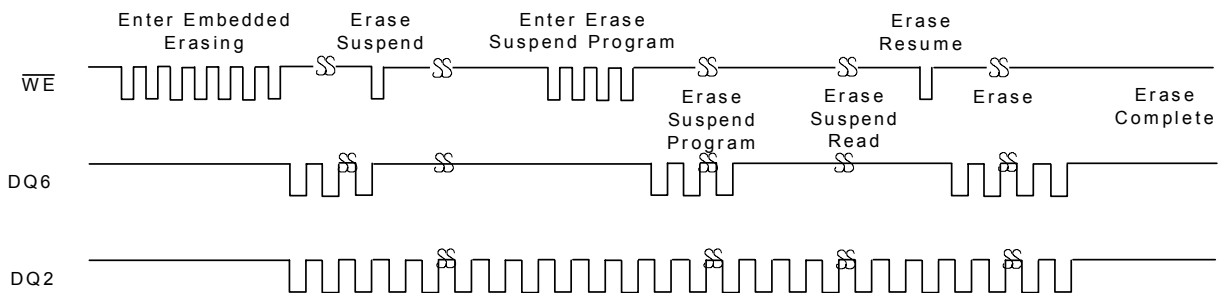 Enter Embedded
Erasing
Erase
Suspend
Enter Erase
Suspend Program
Erase
Resume
WE
Erase
Suspend
Program
Erase
Suspend
Read
Erase
Erase
Complete
DQ6
DQ2